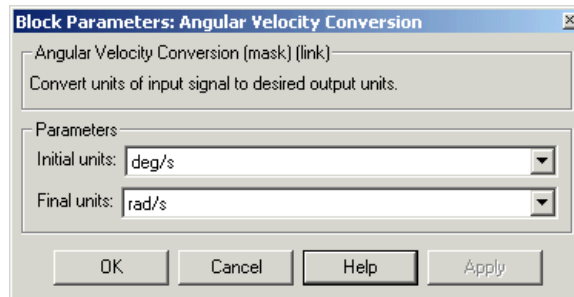 Block Parameters: Angular Velocity Conversion
Angular Velocity Conversion (mask) (link)
Convert units of input signal to desired output units.
Parameters
Initial units: deg/s
Final units: rad/s
OK Cancel Help Apply